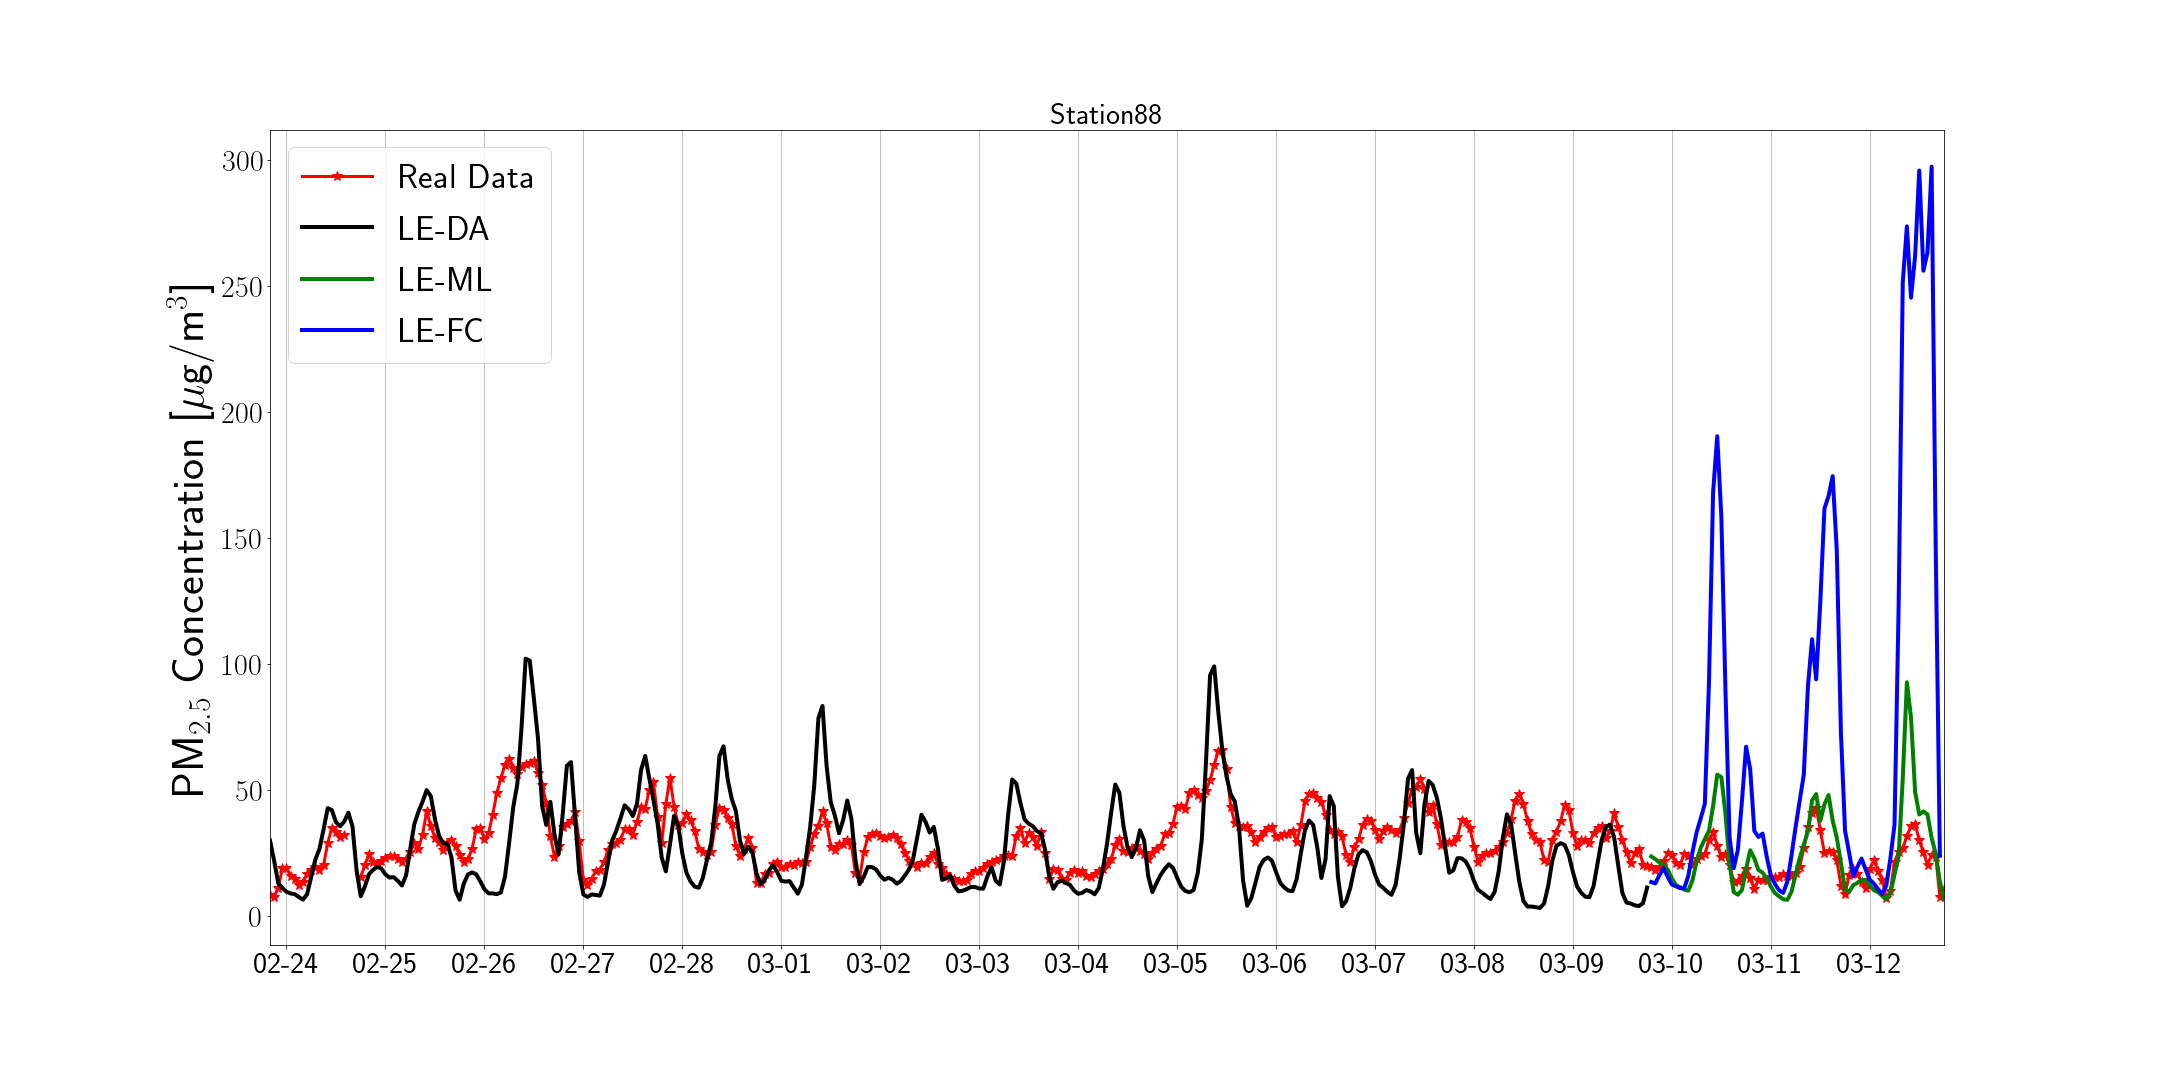 Station88
PM2.5 Concentration [μg/m³]
300
250
200
150
100
50
0
Real Data
LE-DA
LE-ML
LE-FC
02-24 02-25 02-26 02-27 02-28 03-01 03-02 03-03 03-04 03-05 03-06 03-07 03-08 03-09 03-10 03-11 03-12